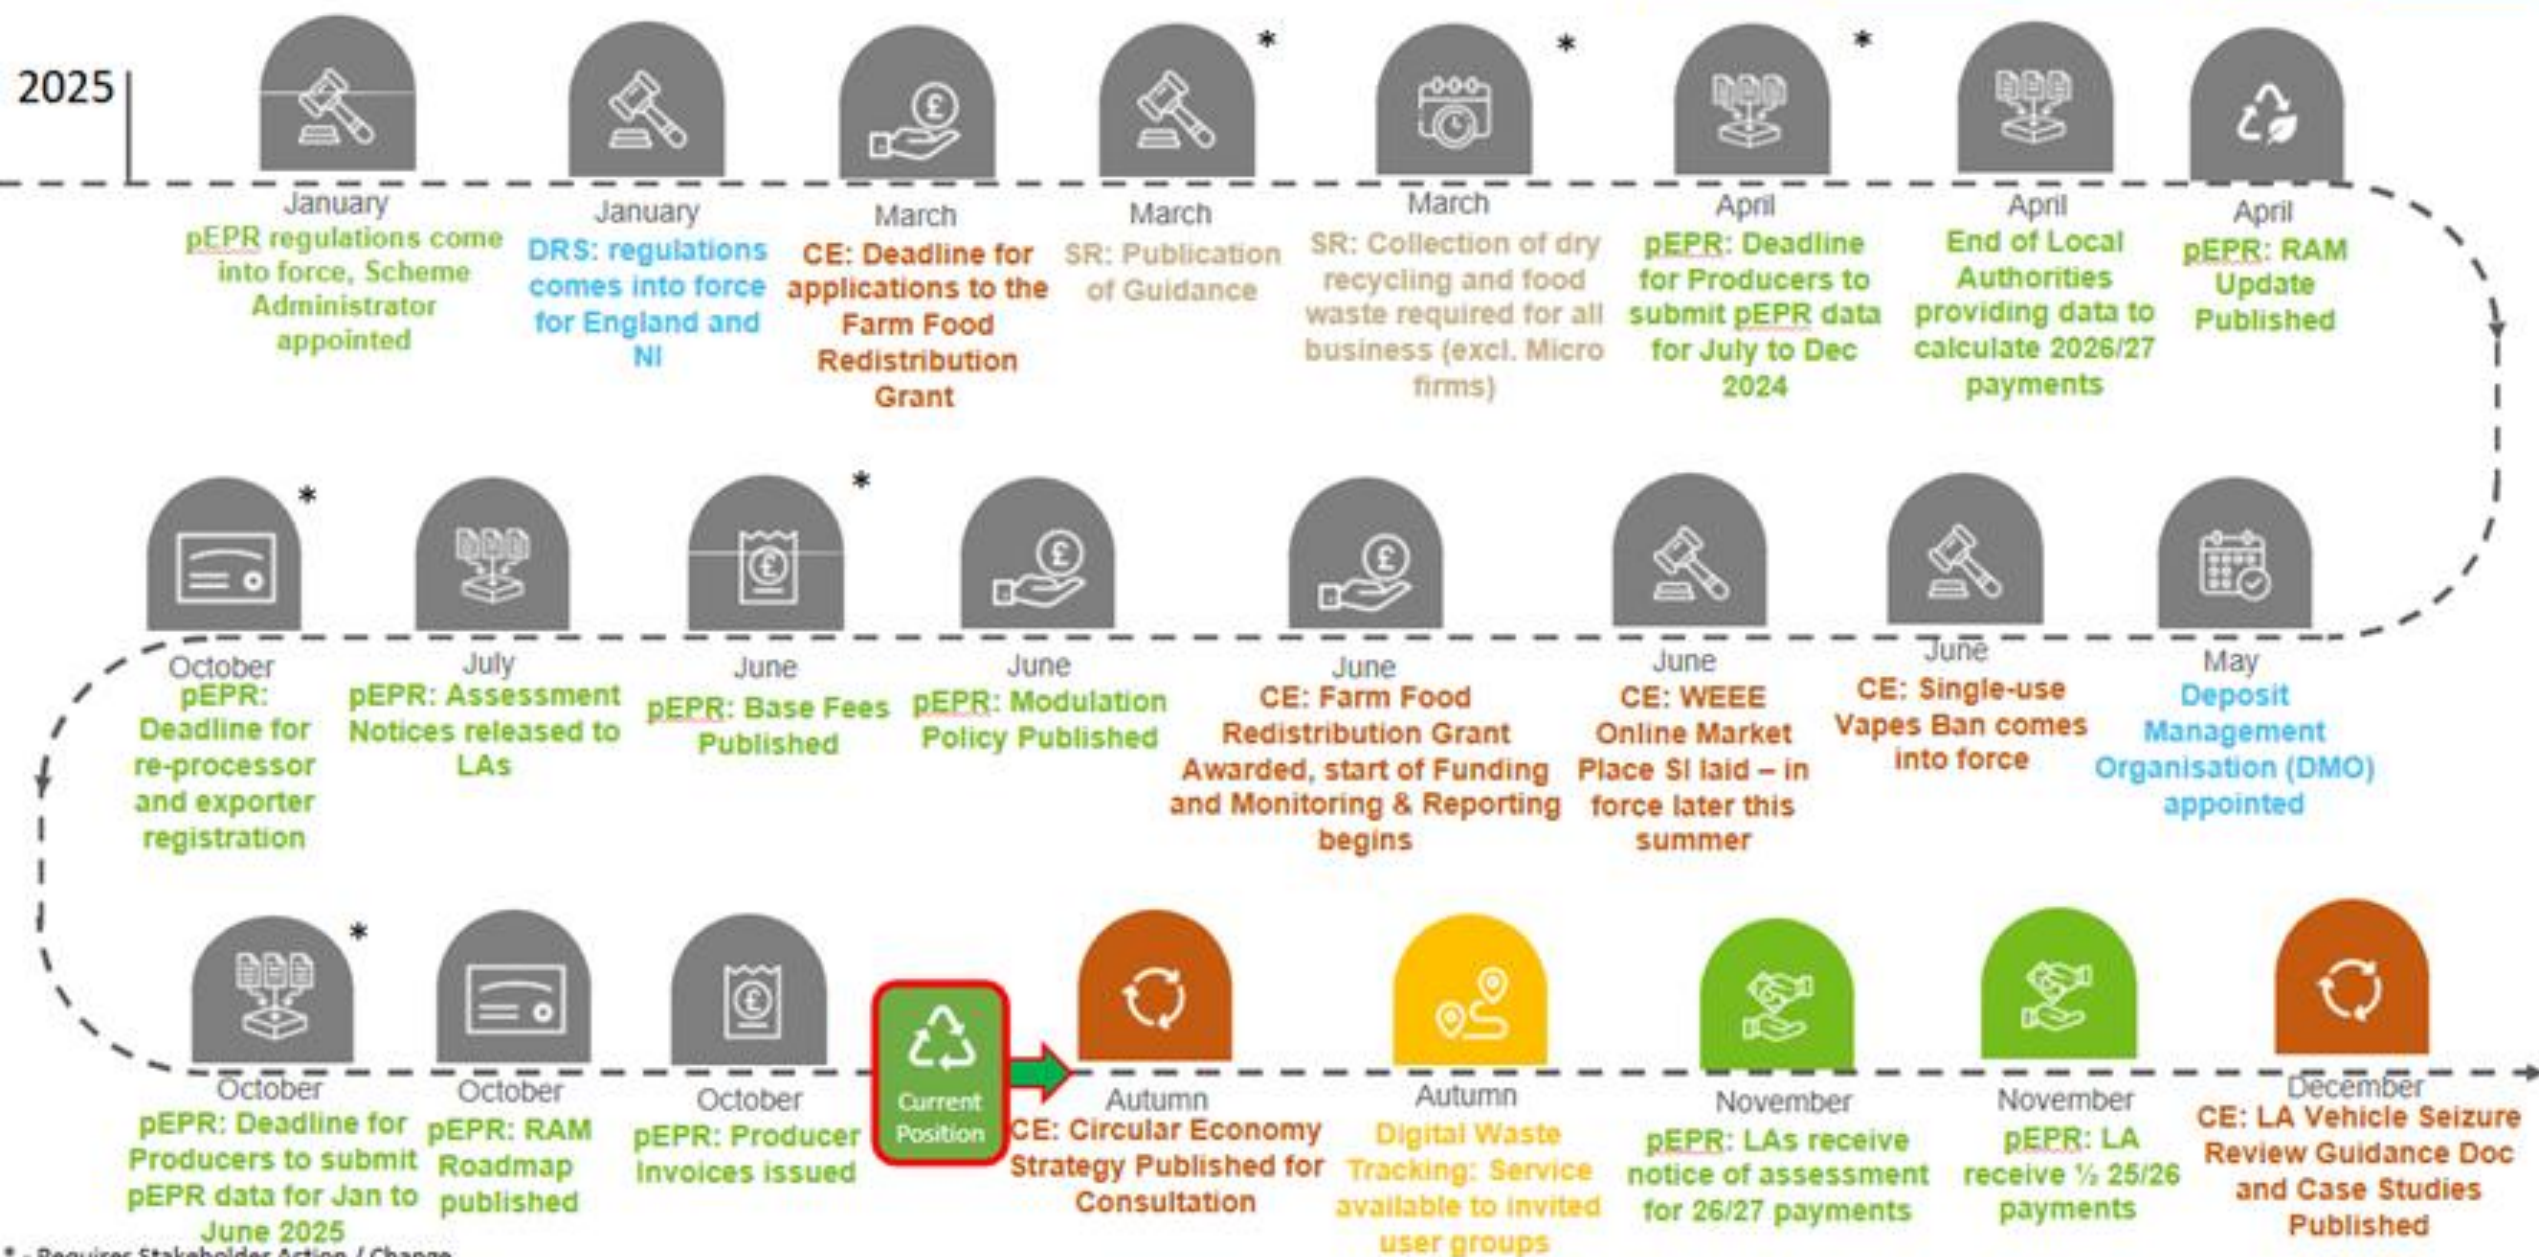 2025
January
pEPR regulations come
into force, Scheme
Administrator
appointed
January
DRS: regulations
comes into force
for England and
NI
March
CE: Deadline for
applications to the
Farm Food
Redistribution
Grant
*
March
SR: Publication
of Guidance
*
March
SR: Collection of dry
recycling and food
waste required for all
business (excl. Micro
firms)
*
April
pEPR: Deadline
for Producers to
submit pEPR data
for July to Dec
2024
April
End of Local
Authorities
providing data to
calculate 2026/27
payments
April
pEPR: RAM
Update
Published
*
October
pEPR:
Deadline for
re-processor
and exporter
registration
July
pEPR: Assessment
Notices released to
LAs
*
June
pEPR: Base Fees
Published
June
pEPR: Modulation
Policy Published
June
CE: Farm Food
Redistribution Grant
Awarded, start of Funding
and Monitoring & Reporting
begins
June
CE: WEEE
Online Market
Place SI laid – in
force later this
summer
June
CE: Single-use
Vapes Ban comes
into force
May
Deposit
Management
Organisation (DMO)
appointed
*
October
pEPR: Deadline for
Producers to submit
pEPR data for Jan to
June 2025
October
pEPR: RAM
Roadmap
published
October
pEPR: Producer
Invoices issued
Current
Position
Autumn
CE: Circular Economy
Strategy Published for
Consultation
Autumn
Digital Waste
Tracking: Service
available to invited
user groups
November
pEPR: LAs receive
notice of assessment
for 26/27 payments
November
pEPR: LA
receive ½ 25/26
payments
December
CE: LA Vehicle Seizure
Review Guidance Doc
and Case Studies
Published
* - Requires Stakeholder Action / Change